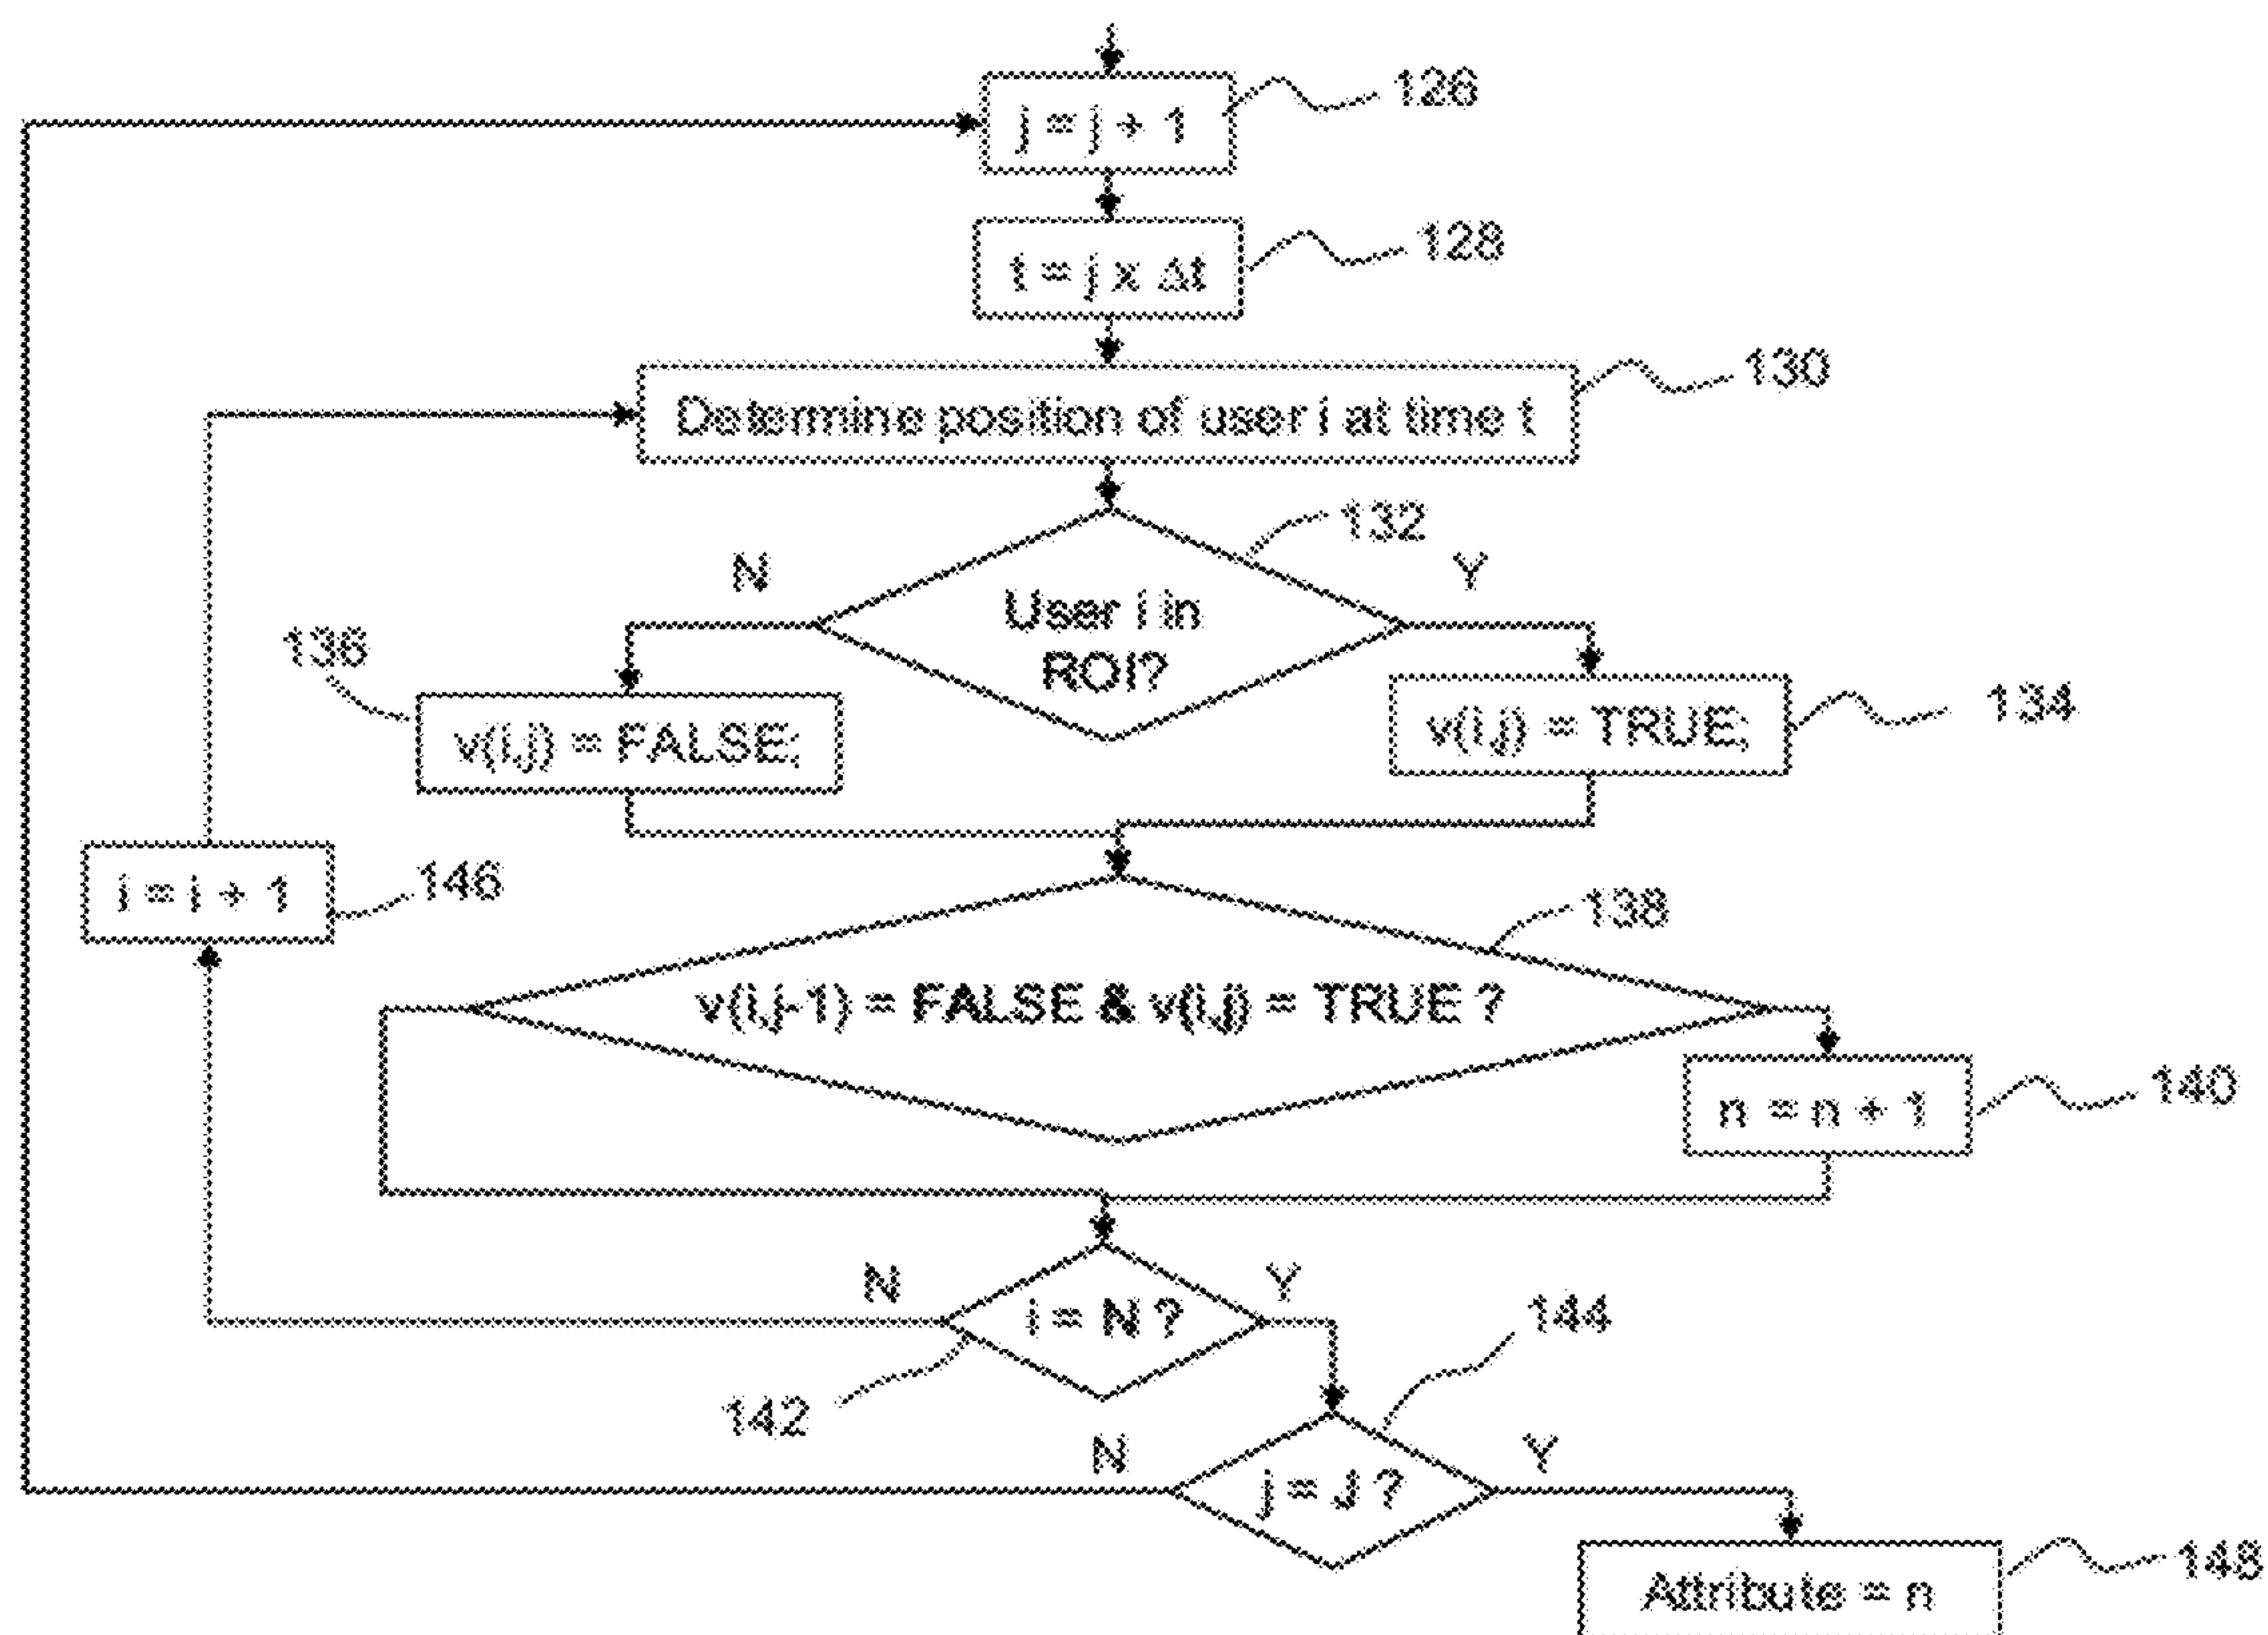 126
j = j + 1
128
t = j x Δt
130
Determine position of user i at time t
132
N
Y
User i in
ROI?
136
134
v(i,j) = FALSE;
v(i,j) = TRUE;
146
i = i + 1
138
v(i,j-1) = FALSE & v(i,j) = TRUE ?
140
n = n + 1
N
Y
i = N ?
144
142
N
Y
j = J ?
148
Attribute = n